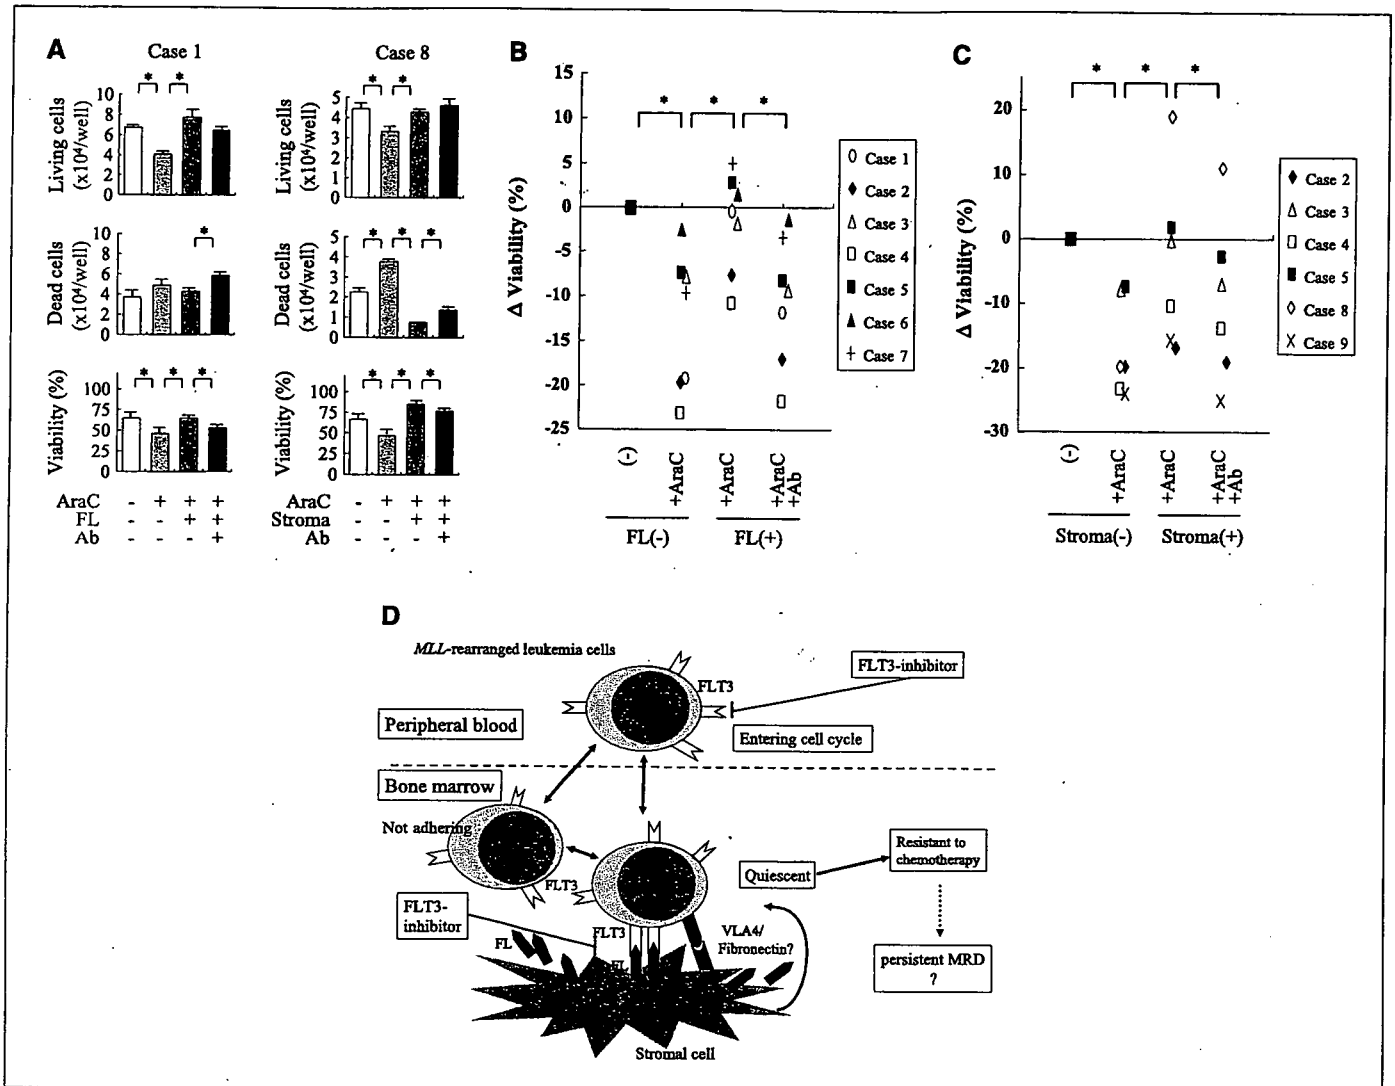 A
Case 1
Case 8
Living cells
(x10⁴/well)
10
8
6
4
2
0
* *
Living cells
(x10⁴/well)
5
4
3
2
1
0
* *
Dead cells
(x10⁴/well)
10
8
6
4
2
0
*
Dead cells
(x10⁴/well)
5
4
3
2
1
0
* * *
Viability (%)
100
75
50
25
0
* * *
Viability (%)
100
75
50
25
0
* * *
AraC - + + +
FL - - + +
Ab - - - +
AraC - + + +
Stroma - - + +
Ab - - - +
B
Δ Viability (%)
15
10
5
0
-5
-10
-15
-20
-25
* * *
(-)
+AraC
+AraC
+AraC
+Ab
FL(-)
FL(+)
Case 1
Case 2
Case 3
Case 4
Case 5
Case 6
Case 7
C
Δ Viability (%)
20
10
0
-10
-20
-30
* * *
(-)
+AraC
+AraC
+AraC
+Ab
Stroma(-)
Stroma(+)
Case 2
Case 3
Case 4
Case 5
Case 8
Case 9
D
MLL-rearranged leukemia cells
FLT3-inhibitor
FLT3
Peripheral blood
Entering cell cycle
Bone marrow
Not adhering
FLT3
Resistant to
chemotherapy
Quiescent
FLT3-
inhibitor
FLT3
FL
FL
VLA4/
Fibronectin?
persistent MRD
?
Stromal cell